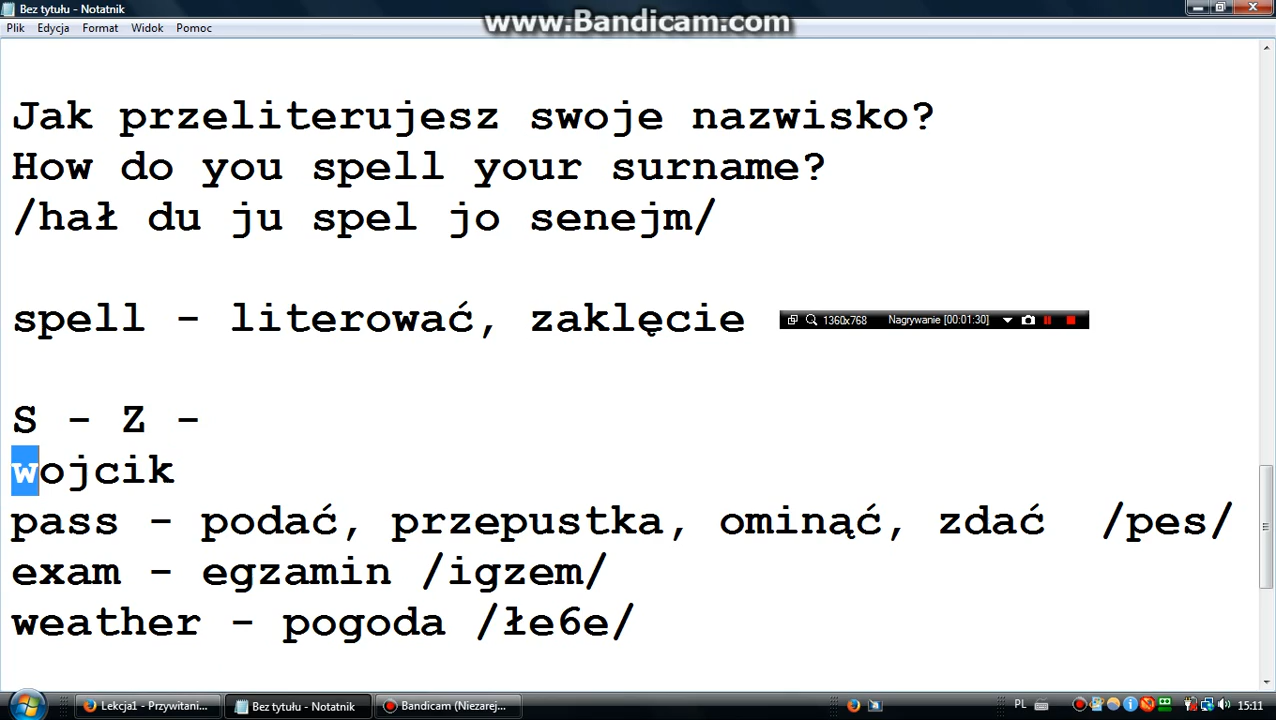 Bez tytułu - Notatnik
www.Bandicam.com
Plik Edycja Format Widok Pomoc
Jak przeliterujesz swoje nazwisko?
How do you spell your surname?
/hał du ju spel jo senejm/
spell - literować, zaklęcie
1360x768 Nagrywanie [00:01:30]
S - Z -
wojcik
pass - podać, przepustka, ominąć, zdać /pes/
exam - egzamin /igzem/
weather - pogoda /łe6e/
Lekcja1 - Przywitani... Bez tytułu - Notatnik Bandicam (Niezarej... PL 15:11